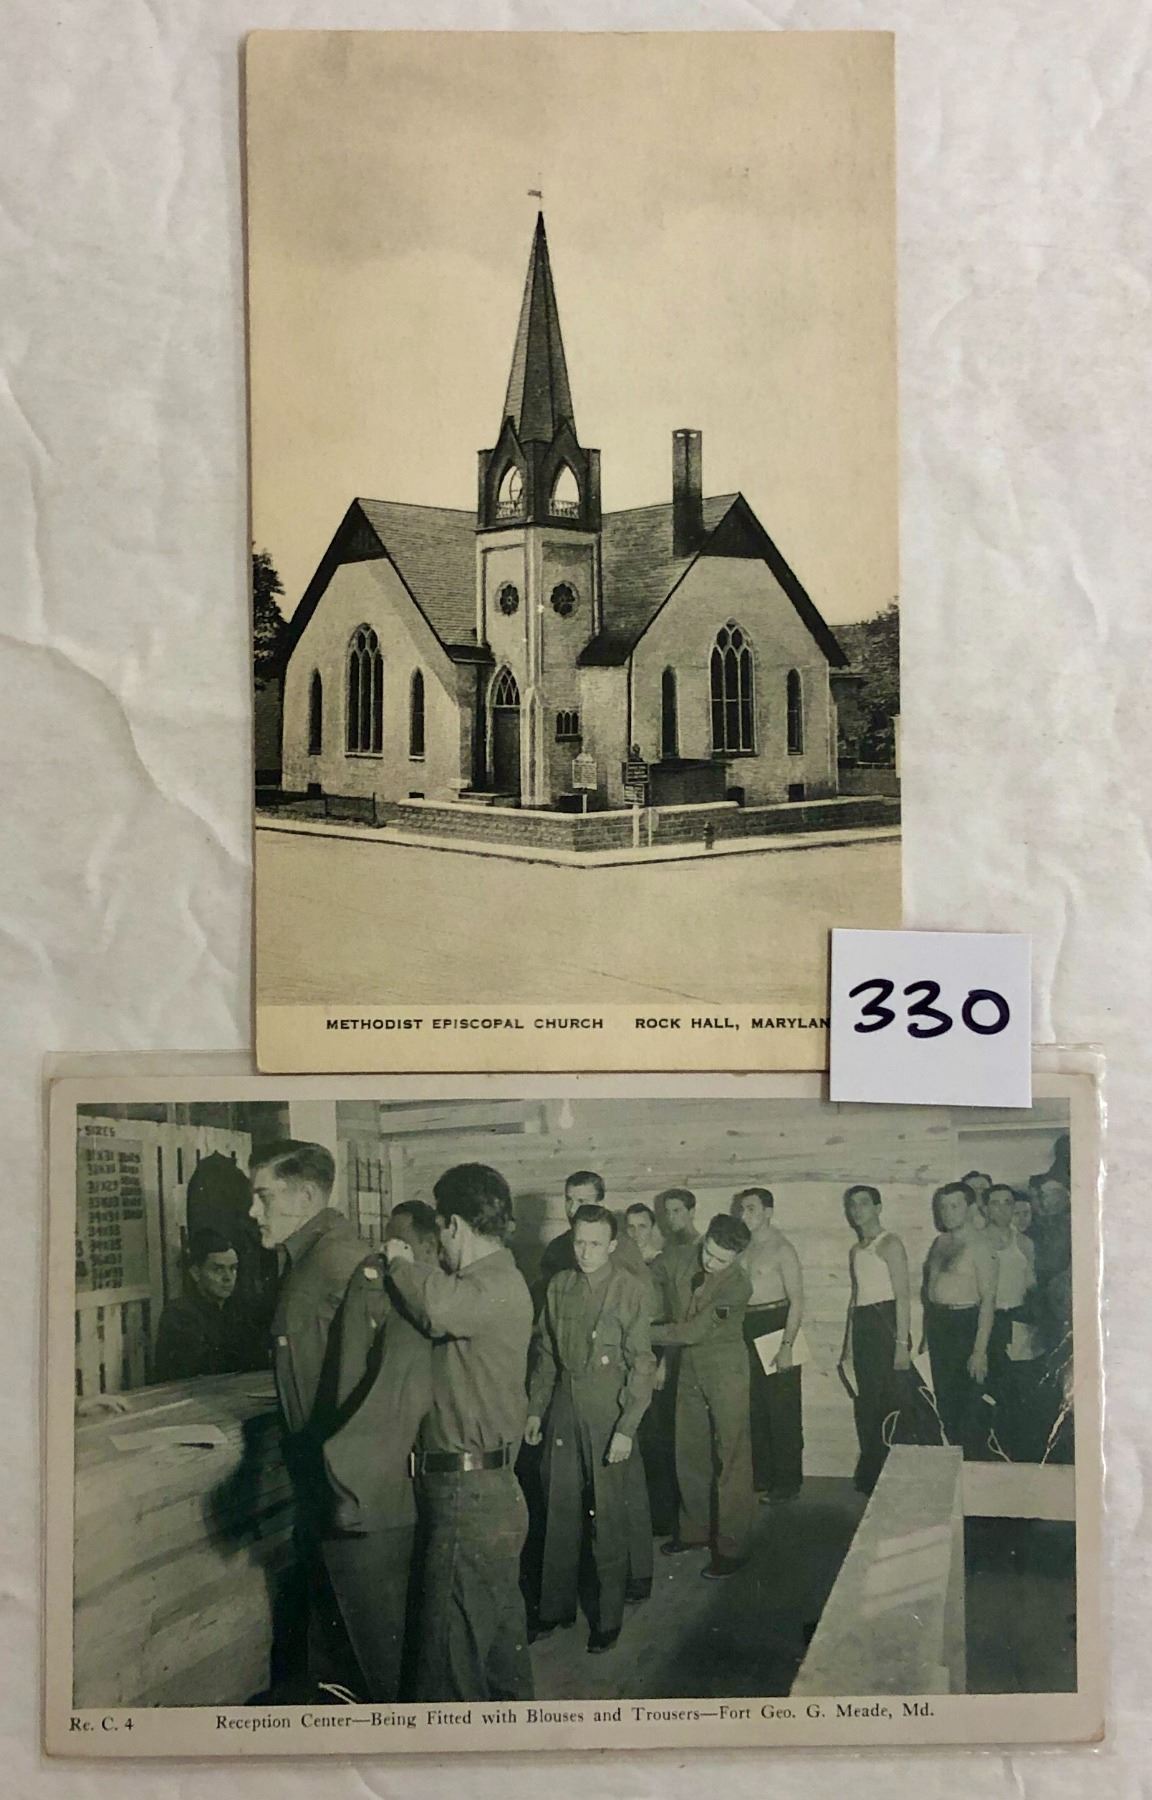 METHODIST EPISCOPAL CHURCH ROCK HALL, MARYLAN
330
SIZES
Re. C. 4 Reception Center—Being Fitted with Blouses and Trousers—Fort Geo. G. Meade, Md.